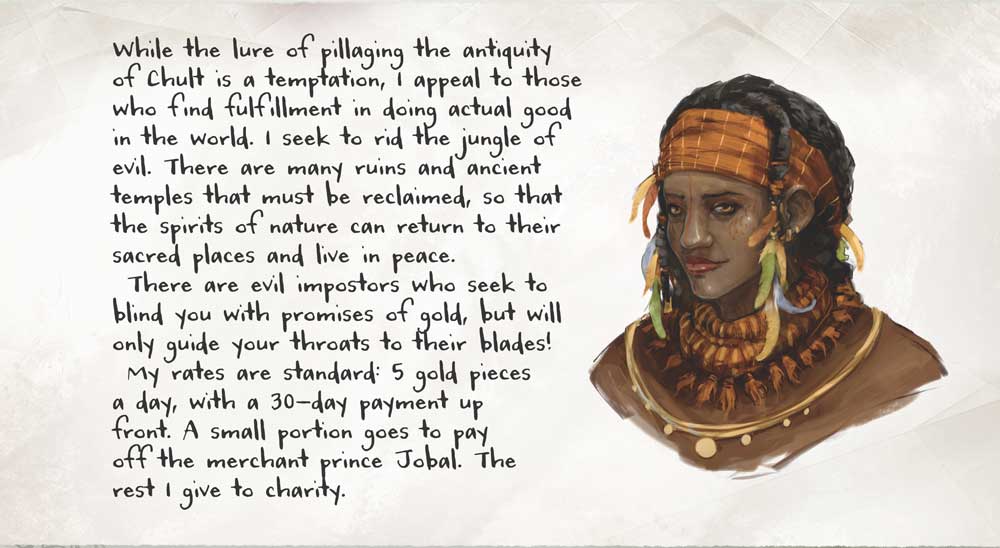 While the lure of pillaging the antiquity
of Chult is a temptation, I appeal to those
who find fulfillment in doing actual good
in the world. I seek to rid the jungle of
evil. There are many ruins and ancient
temples that must be reclaimed, so that
the spirits of nature can return to their
sacred places and live in peace.
There are evil impostors who seek to
blind you with promises of gold, but will
only guide your throats to their blades!
My rates are standard: 5 gold pieces
a day, with a 30-day payment up
front. A small portion goes to pay
off the merchant prince Jobal. The
rest I give to charity.